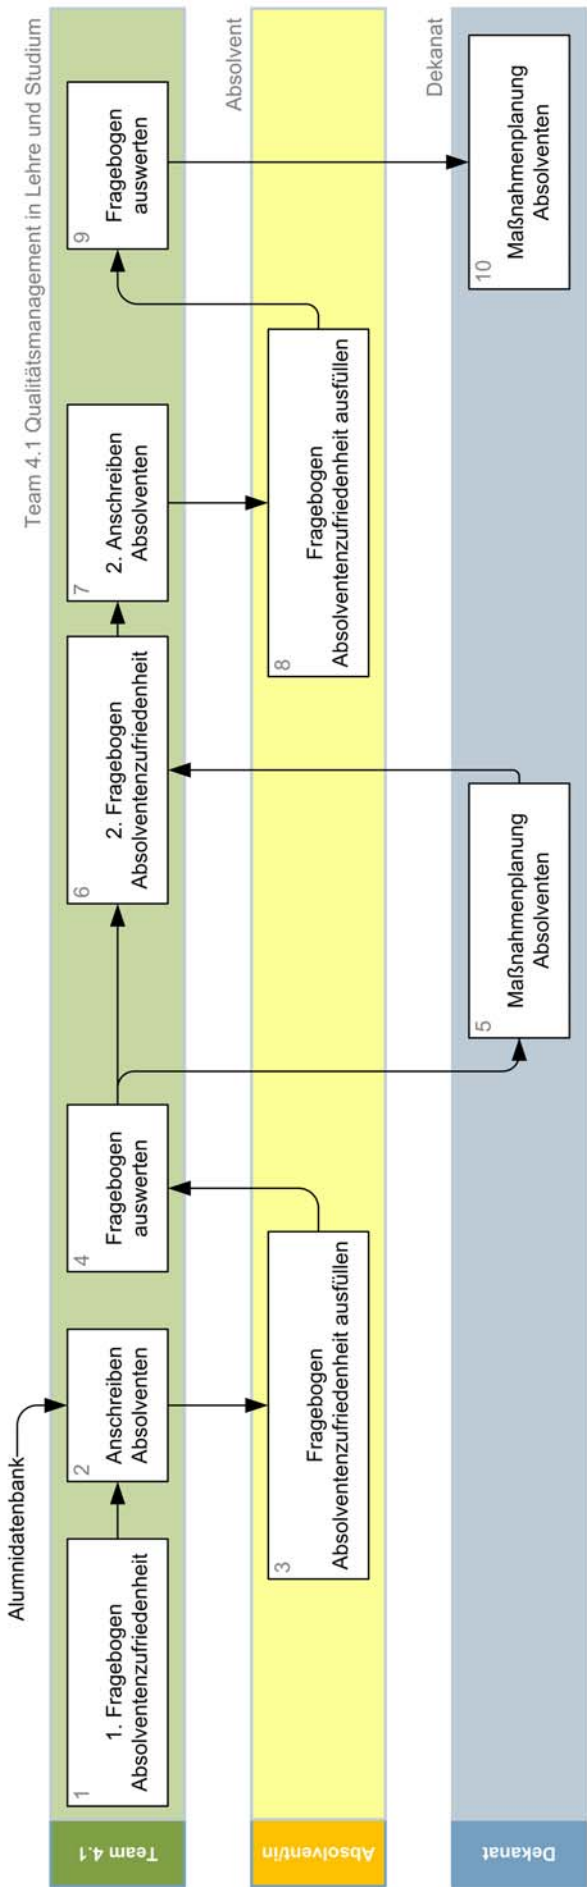 Alumnidatenbank
Team 4.1 Qualitätsmanagement in Lehre und Studium
Team 4.1
1
1. Fragebogen
Absolventenzufriedenheit
2
Anschreiben
Absolventen
4
Fragebogen
auswerten
6
2. Fragebogen
Absolventenzufriedenheit
7
2. Anschreiben
Absolventen
9
Fragebogen
auswerten
Absolvent
Absolvent/in
3
Fragebogen
Absolventenzufriedenheit ausfüllen
8
Fragebogen
Absolventenzufriedenheit ausfüllen
Dekanat
Dekanat
5
Maßnahmenplanung
Absolventen
10
Maßnahmenplanung
Absolventen